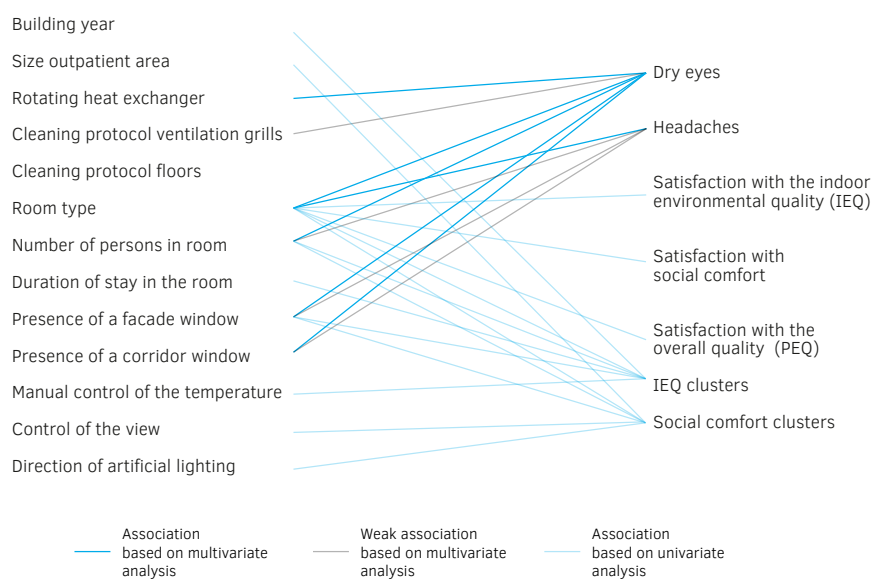 Building year
Size outpatient area
Rotating heat exchanger
Cleaning protocol ventilation grills
Cleaning protocol floors
Room type
Number of persons in room
Duration of stay in the room
Presence of a facade window
Presence of a corridor window
Manual control of the temperature
Control of the view
Direction of artificial lighting
Dry eyes
Headaches
Satisfaction with the indoor
environmental quality (IEQ)
Satisfaction with
social comfort
Satisfaction with the
overall quality (PEQ)
IEQ clusters
Social comfort clusters
Association
based on multivariate
analysis
Weak association
based on multivariate
analysis
Association
based on univariate
analysis